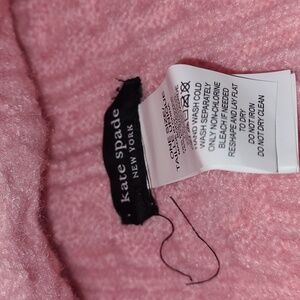 kate spade
NEW YORK
HAND WASH COLD
WASH SEPARATELY
ONLY NON-CHLORINE
BLEACH IF NEEDED
RESHAPE AND LAY FLAT
TO DRY
DO NOT IRON
DO NOT DRY CLEAN